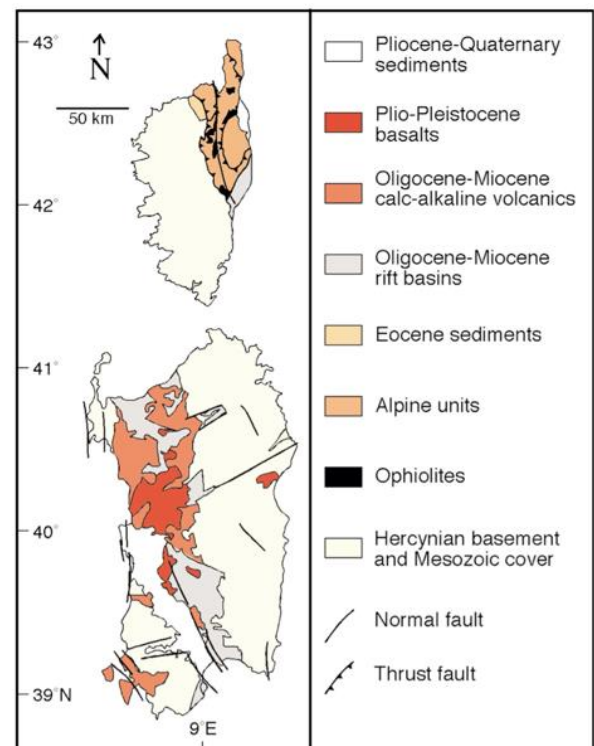 43°
N
50 km
42°
41°
40°
39°N
9°E
Pliocene-Quaternary
sediments
Plio-Pleistocene
basalts
Oligocene-Miocene
calc-alkaline volcanics
Oligocene-Miocene
rift basins
Eocene sediments
Alpine units
Ophiolites
Hercynian basement
and Mesozoic cover
Normal fault
Thrust fault